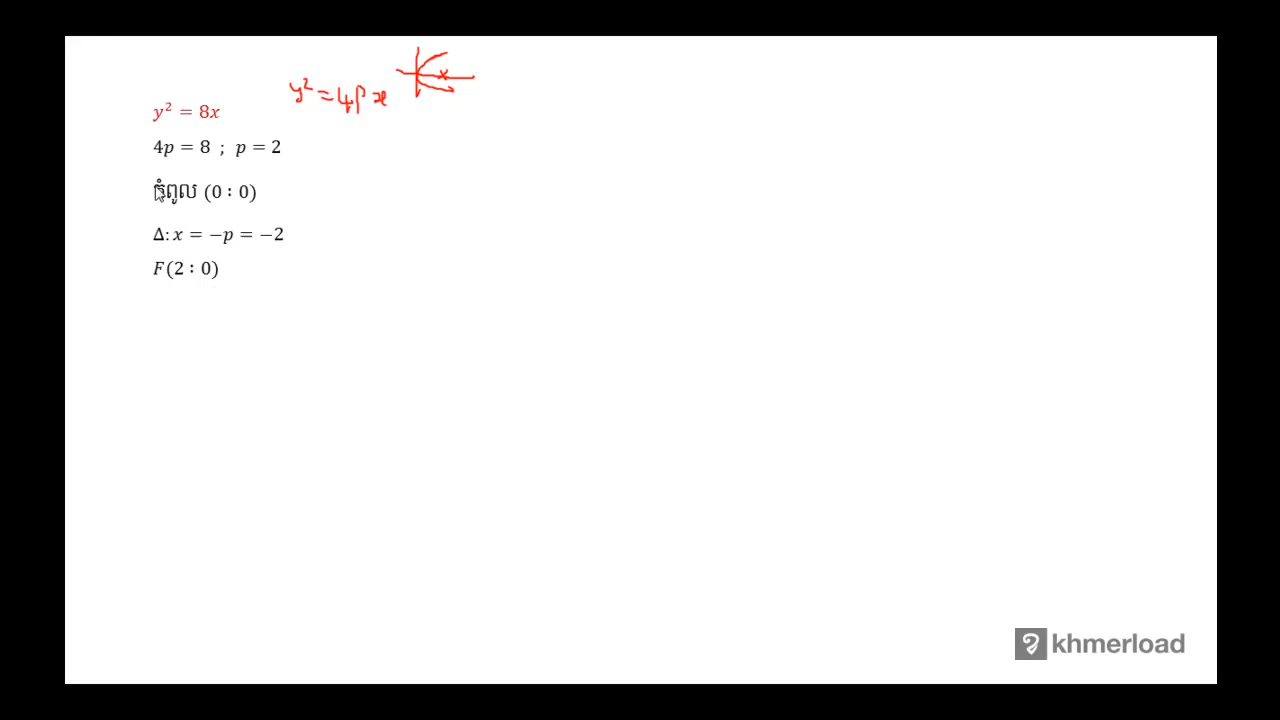 y² = 4px
y² = 8x
4p = 8 ; p = 2
កំពូល (0 : 0)
Δ: x = −p = −2
F(2 : 0)
khmerload